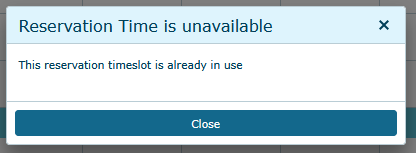 Reservation Time is unavailable
This reservation timeslot is already in use
Close